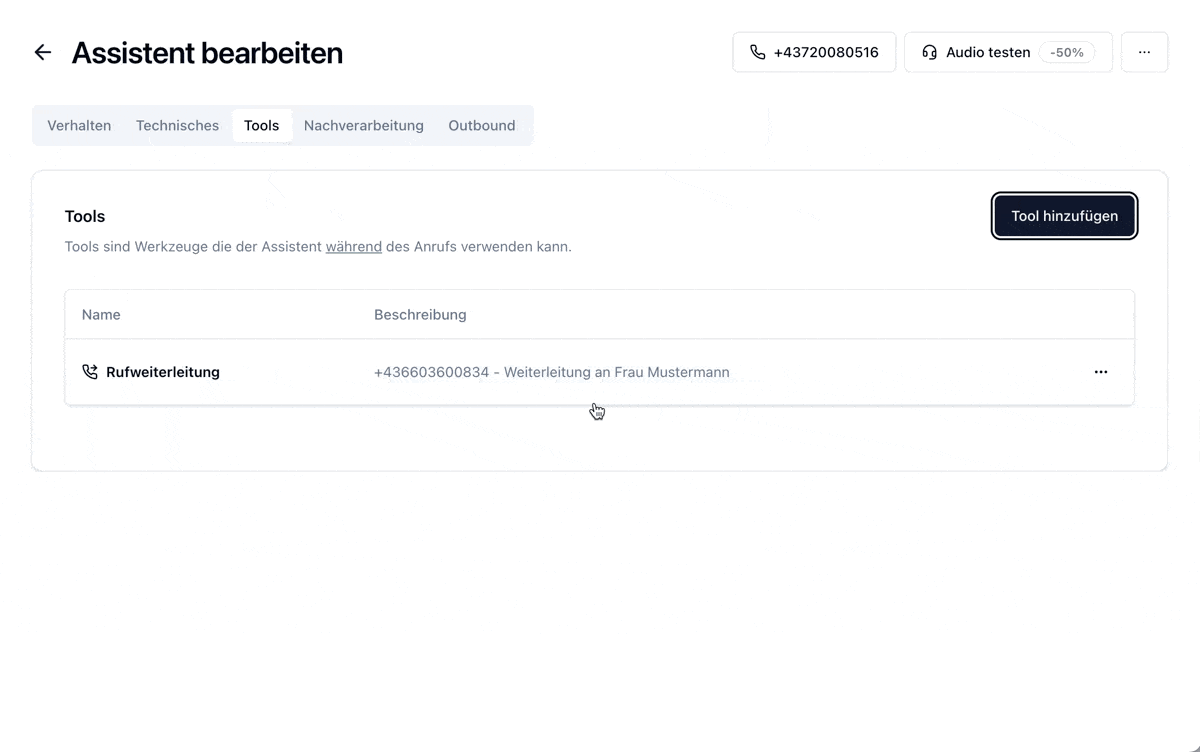 Assistent bearbeiten
+43720080516
Audio testen -50%
Verhalten Technisches Tools Nachverarbeitung Outbound
Tools
Tool hinzufügen
Tools sind Werkzeuge die der Assistent während des Anrufs verwenden kann.
Name Beschreibung
Rufweiterleitung +436603600834 - Weiterleitung an Frau Mustermann